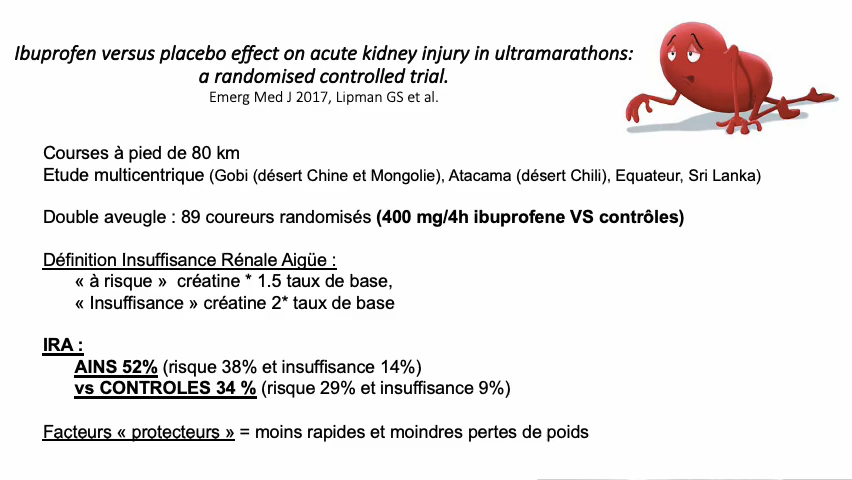 Ibuprofen versus placebo effect on acute kidney injury in ultramarathons:
a randomised controlled trial.
Emerg Med J 2017, Lipman GS et al.
Courses à pied de 80 km
Etude multicentrique (Gobi (désert Chine et Mongolie), Atacama (désert Chili), Equateur, Sri Lanka)
Double aveugle : 89 coureurs randomisés (400 mg/4h ibuprofene VS contrôles)
Définition Insuffisance Rénale Aigüe :
« à risque » créatine * 1.5 taux de base,
« Insuffisance » créatine 2* taux de base
IRA :
AINS 52% (risque 38% et insuffisance 14%)
vs CONTROLES 34 % (risque 29% et insuffisance 9%)
Facteurs « protecteurs » = moins rapides et moindres pertes de poids